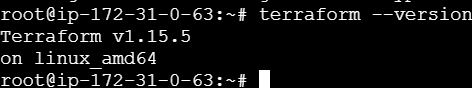 root@ip-172-31-0-63:~# terraform --version
Terraform v1.15.5
on linux_amd64
root@ip-172-31-0-63:~#